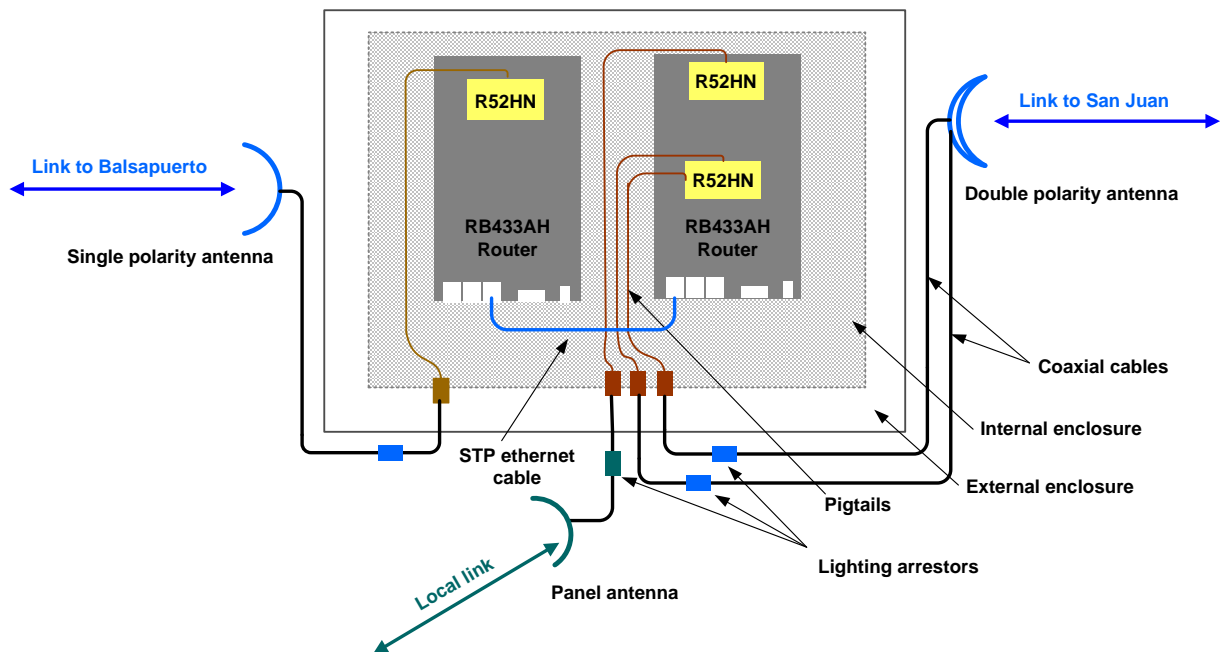 R52HN
R52HN
Link to San Juan
Link to Balsapuerto
R52HN
Double polarity antenna
RB433AH
Router
RB433AH
Router
Single polarity antenna
Coaxial cables
Internal enclosure
STP ethernet
cable
External enclosure
Pigtails
Lighting arrestors
Local link
Panel antenna